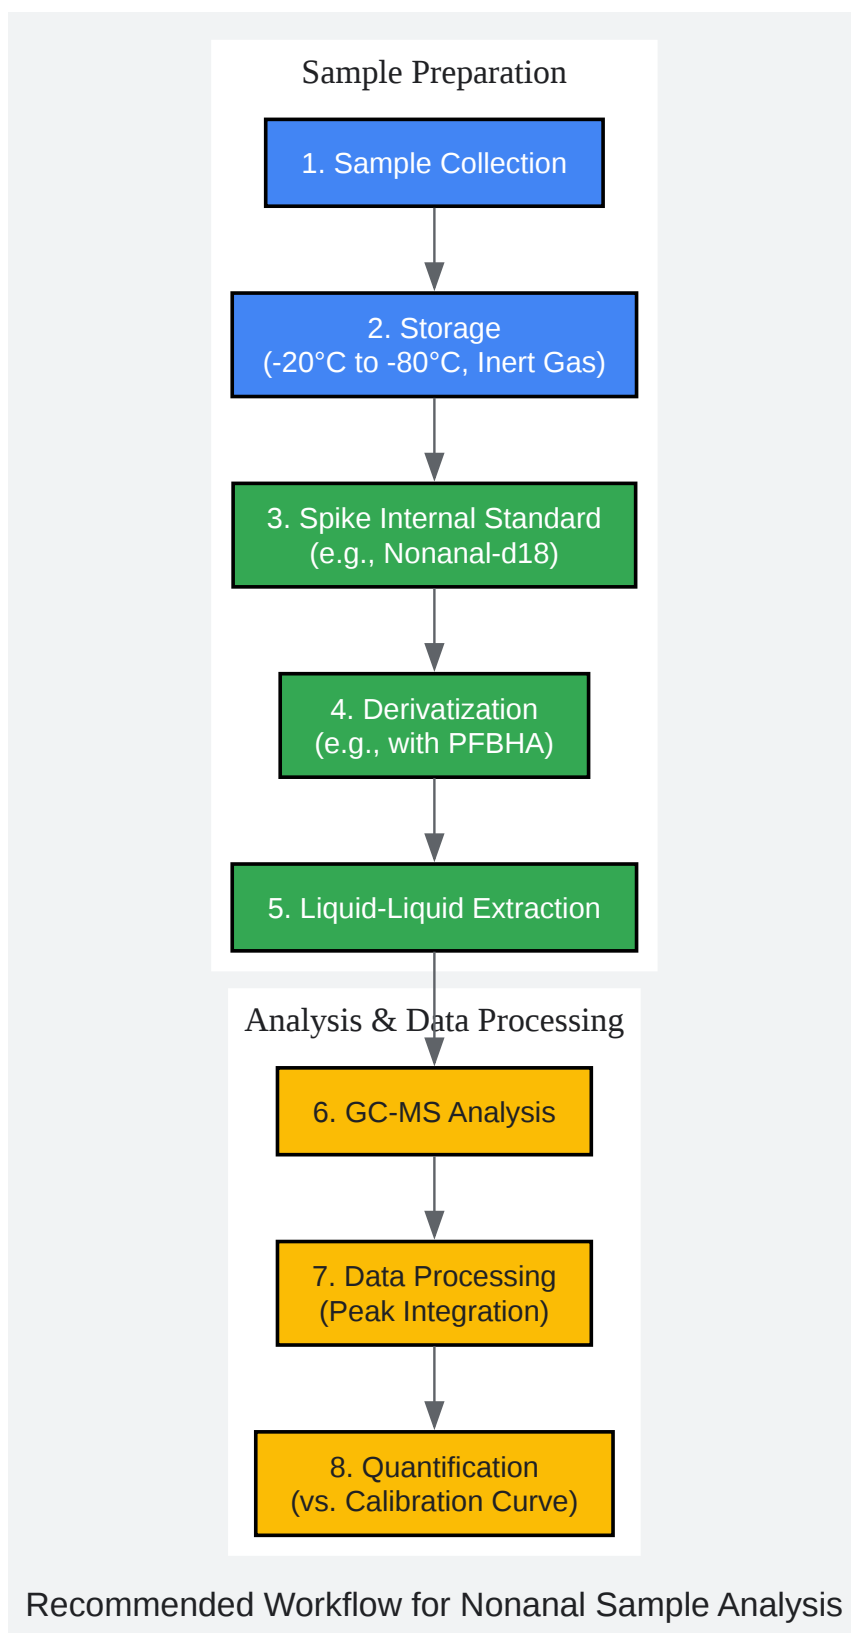 Sample Preparation
1. Sample Collection
2. Storage
(-20°C to -80°C, Inert Gas)
3. Spike Internal Standard
(e.g., Nonanal-d18)
4. Derivatization
(e.g., with PFBHA)
5. Liquid-Liquid Extraction
Analysis & Data Processing
6. GC-MS Analysis
7. Data Processing
(Peak Integration)
8. Quantification
(vs. Calibration Curve)
Recommended Workflow for Nonanal Sample Analysis